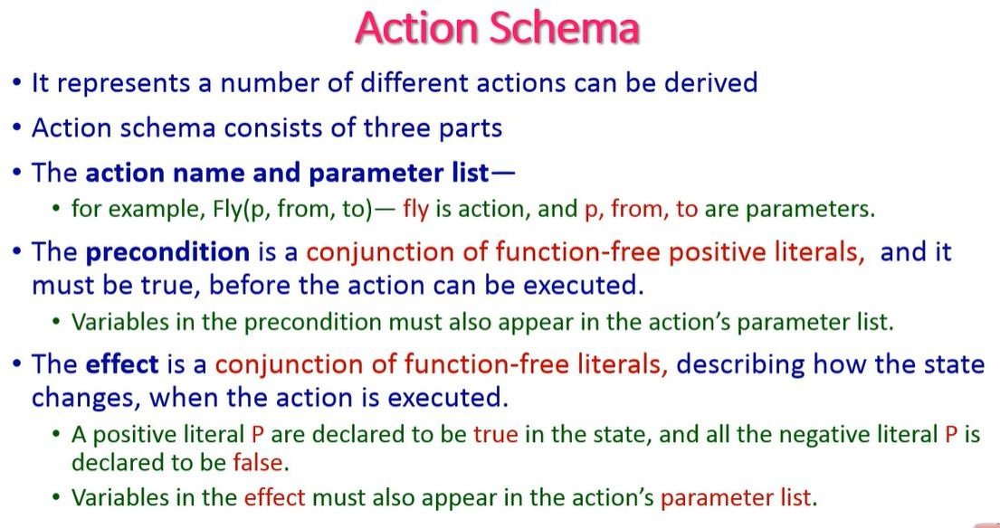 Action Schema
• It represents a number of different actions can be derived
• Action schema consists of three parts
• The action name and parameter list—
• for example, Fly(p, from, to)— fly is action, and p, from, to are parameters.
• The precondition is a conjunction of function-free positive literals, and it
must be true, before the action can be executed.
• Variables in the precondition must also appear in the action's parameter list.
• The effect is a conjunction of function-free literals, describing how the state
changes, when the action is executed.
• A positive literal P are declared to be true in the state, and all the negative literal P is
declared to be false.
• Variables in the effect must also appear in the action's parameter list.